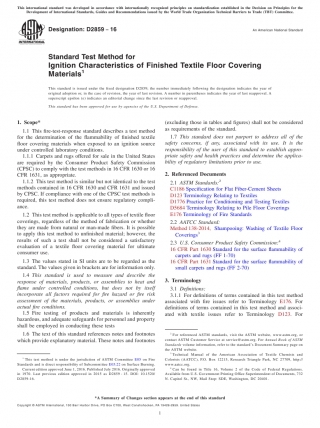 This international standard was developed in accordance with internationally recognized principles on standardization established in the Decision on Principles for the
Development of International Standards, Guides and Recommendations issued by the World Trade Organization Technical Barriers to Trade (TBT) Committee.
Designation: D2859 − 16
An American National Standard
Standard Test Method for
Ignition Characteristics of Finished Textile Floor Covering
Materials1
This standard is issued under the fixed designation D2859; the number immediately following the designation indicates the year of
original adoption or, in the case of revision, the year of last revision. A number in parentheses indicates the year of last reapproval. A
superscript epsilon (ε) indicates an editorial change since the last revision or reapproval.
This standard has been approved for use by agencies of the U.S. Department of Defense.
1. Scope*
1.1 This fire-test-response standard describes a test method
for the determination of the flammability of finished textile
floor covering materials when exposed to an ignition source
under controlled laboratory conditions.
1.1.1 Carpets and rugs offered for sale in the United States
are required by the Consumer Product Safety Commission
(CPSC) to comply with the test methods in 16 CFR 1630 or 16
CFR 1631, as appropriate.
1.1.2 This test method is similar but not identical to the test
methods contained in 16 CFR 1630 and CFR 1631 and issued
by CPSC. If compliance with one of the CPSC test methods is
required, this test method does not ensure regulatory compli-
ance.
1.2 This test method is applicable to all types of textile floor
coverings, regardless of the method of fabrication or whether
they are made from natural or man-made fibers. It is possible
to apply this test method to unfinished material; however, the
results of such a test shall not be considered a satisfactory
evaluation of a textile floor covering material for ultimate
consumer use.
1.3 The values stated in SI units are to be regarded as the
standard. The values given in brackets are for information only.
1.4 This standard is used to measure and describe the
response of materials, products, or assemblies to heat and
flame under controlled conditions, but does not by itself
incorporate all factors required for fire hazard or fire risk
assessment of the materials, products, or assemblies under
actual fire conditions.
1.5 Fire testing of products and materials is inherently
hazardous, and adequate safeguards for personnel and property
shall be employed in conducting these tests
1.6 The text of this standard references notes and footnotes
which provide explanatory material. These notes and footnotes
1 This test method is under the jurisdiction of ASTM Committee E05 on Fire
Standards and is direct responsibility of Subcommittee E05.22 on Surface Burning.
Current edition approved June 1, 2016. Published July 2016. Originally approved
in 1970. Last previous edition approved in 2015 as D2859 – 15. DOI: 10.1520/
D2859-16.
(excluding those in tables and figures) shall not be considered
as requirements of the standard.
1.7 This standard does not purport to address all of the
safety concerns, if any, associated with its use. It is the
responsibility of the user of this standard to establish appro-
priate safety and health practices and determine the applica-
bility of regulatory limitations prior to use.
2. Referenced Documents
2.1 ASTM Standards:2
C1186 Specification for Flat Fiber-Cement Sheets
D123 Terminology Relating to Textiles
D1776 Practice for Conditioning and Testing Textiles
D5684 Terminology Relating to Pile Floor Coverings
E176 Terminology of Fire Standards
2.2 AATCC Standard:
Method 138-2014, Shampooing: Washing of Textile Floor
Coverings3
2.3 U.S. Consumer Product Safety Commission:4
16 CFR Part 1630 Standard for the surface flammability of
carpets and rugs (FF 1-70)
16 CFR Part 1631 Standard for the surface flammability of
small carpets and rugs (FF 2-70)
3. Terminology
3.1 Definitions:
3.1.1 For definitions of terms contained in this test method
associated with fire issues refer to Terminology E176. For
definitions of terms contained in this test method and associ-
ated with textile issues refer to Terminology D123. For
2 For referenced ASTM standards, visit the ASTM website, www.astm.org, or
contact ASTM Customer Service at service@astm.org. For Annual Book of ASTM
Standards volume information, refer to the standard's Document Summary page on
the ASTM website.
3 Technical Manual of the American Association of Textile Chemists and
Colorists (AATCC), P.O. Box 12215, Research Triangle Park, NC 27709, http://
www.aatcc.org.
4 Can be found in Title 16, Volume 2 of the Code of Federal Regulations,
Available from U.S. Government Printing Office Superintendent of Documents, 732
N. Capitol St., NW, Mail Stop: SDE, Washington, DC 20401.
*A Summary of Changes section appears at the end of this standard
1